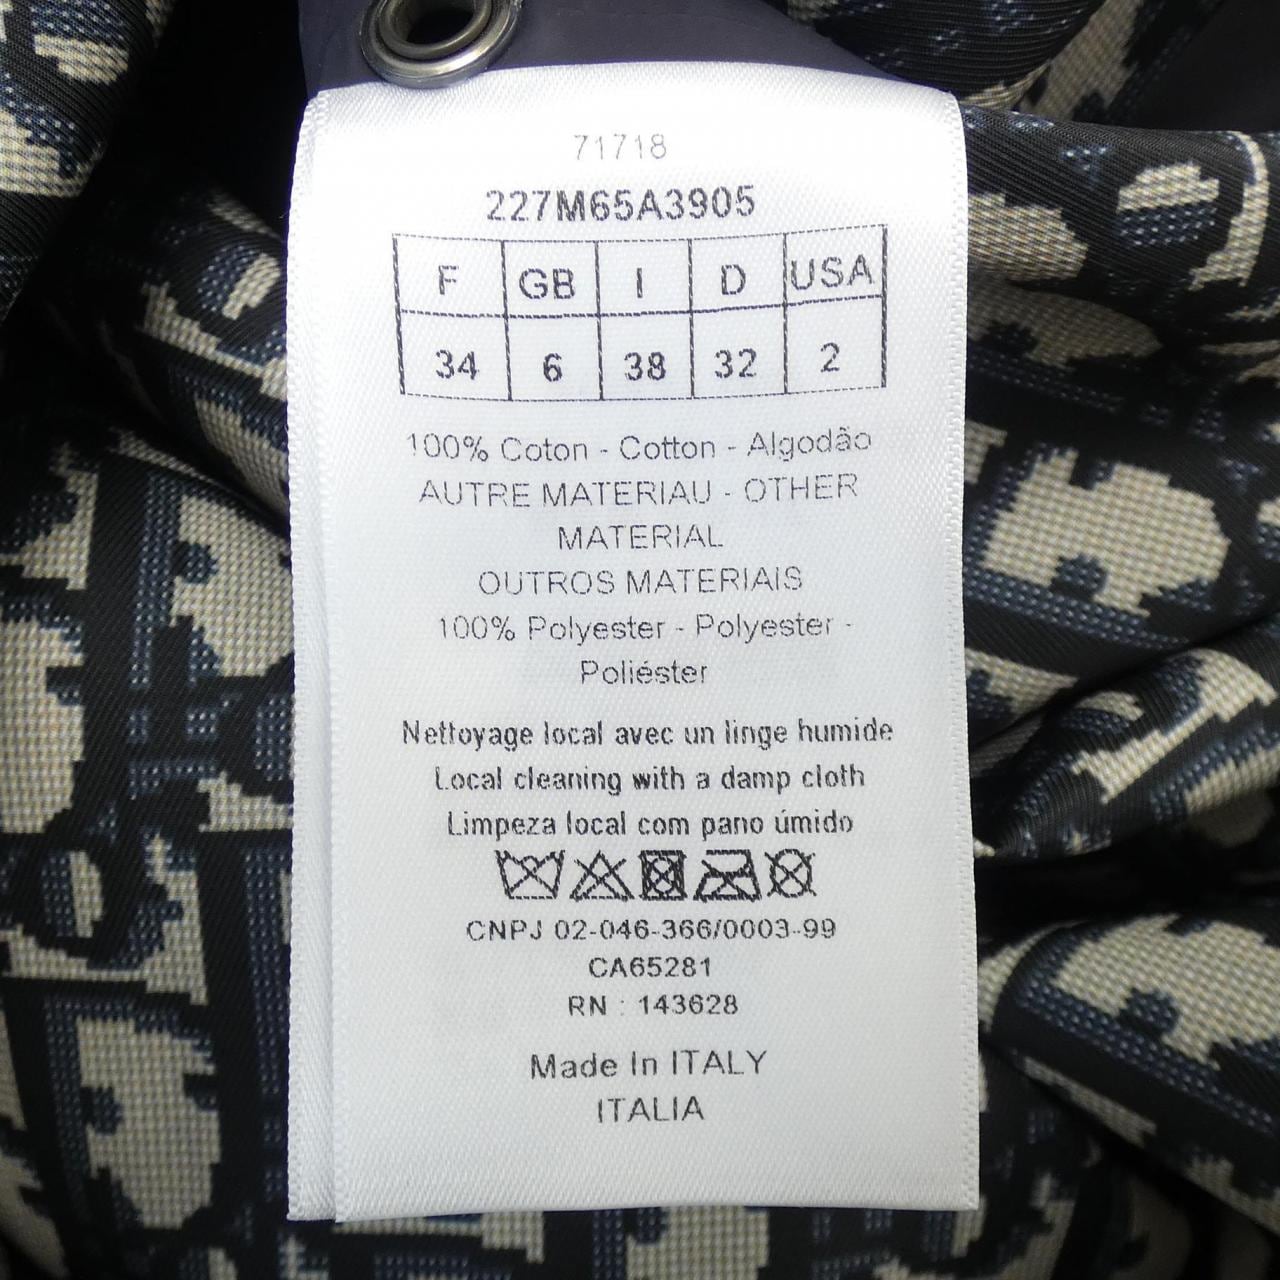 71718
227M65A3905
F GB I D USA
34 6 38 32 2
100% Coton - Cotton - Algodão
AUTRE MATERIAU - OTHER
MATERIAL
OUTROS MATERIAIS
100% Polyester - Polyester -
Poliéster
Nettoyage local avec un linge humide
Local cleaning with a damp cloth
Limpeza local com pano úmido
CNPJ 02-046-366/0003-99
CA65281
RN : 143628
Made In ITALY
ITALIA